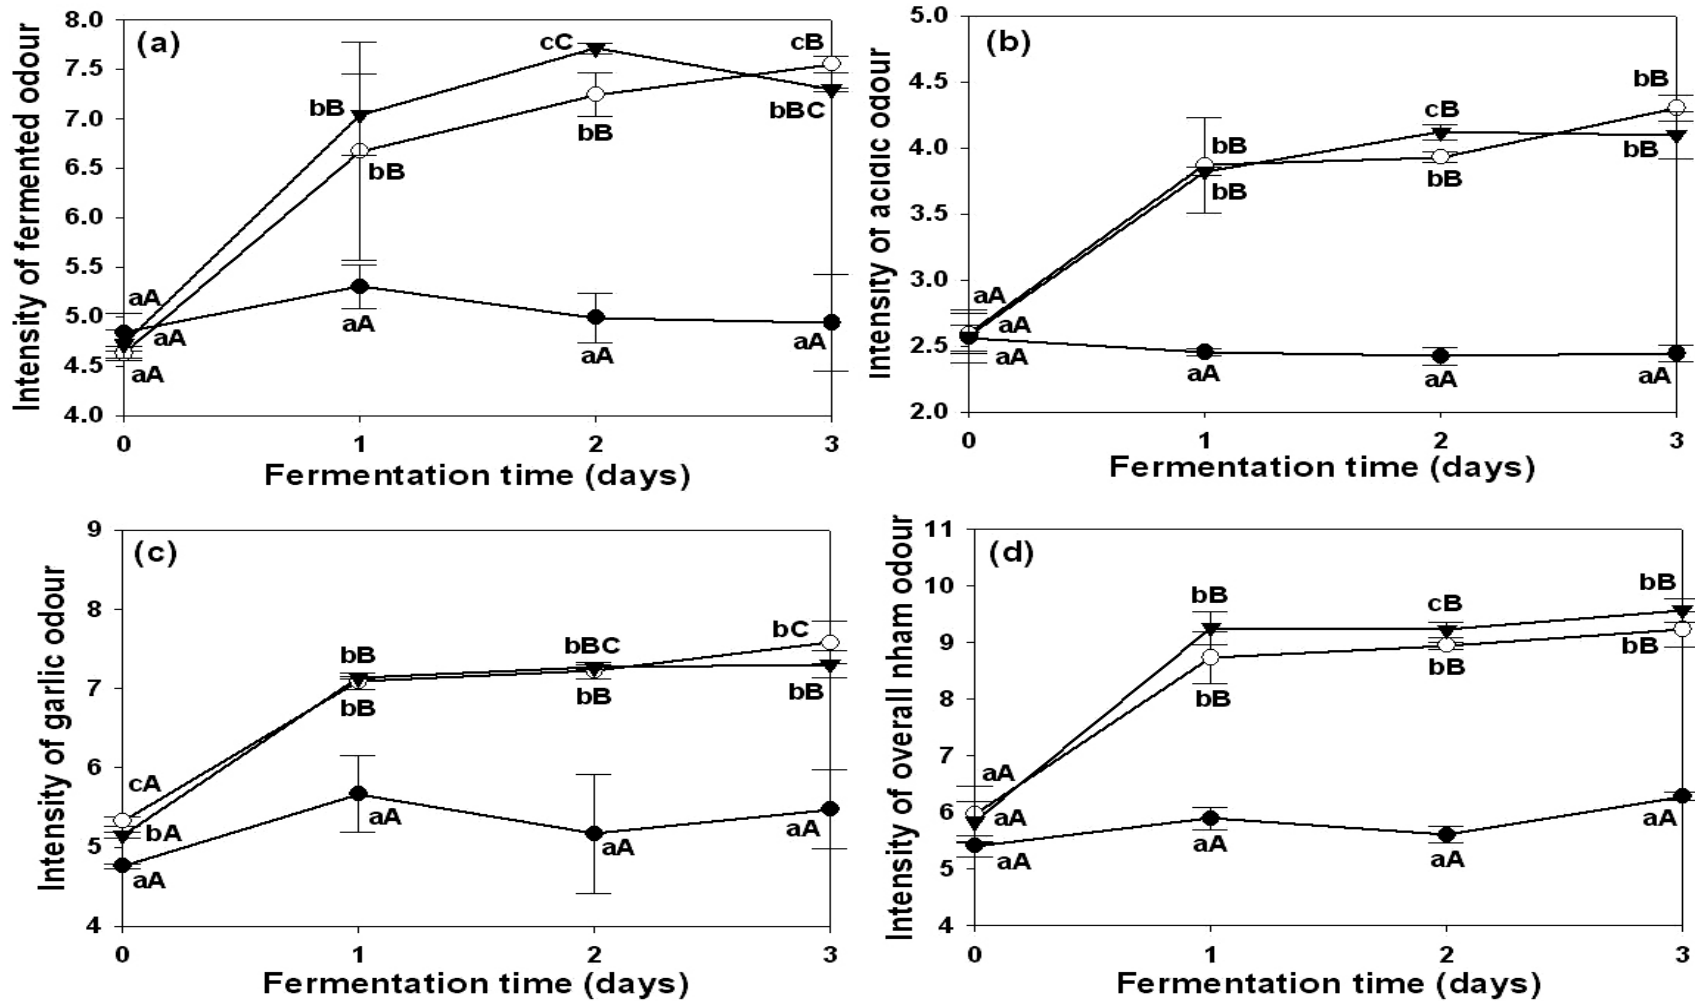 (a)
Intensity of fermented odour
8.0
7.5
7.0
6.5
6.0
5.5
5.0
4.5
4.0
cC
cB
bB
bBC
bB
bB
aA
aA
aA
aA
aA
aA
0 1 2 3
Fermentation time (days)
(b)
Intensity of acidic odour
5.0
4.5
4.0
3.5
3.0
2.5
2.0
bB
cB
bB
bB
bB
bB
aA
aA
aA
aA
aA
aA
0 1 2 3
Fermentation time (days)
(c)
Intensity of garlic odour
9
8
7
6
5
4
bC
bBC
bB
bB
bB
bB
cA
bA
aA
aA
aA
aA
0 1 2 3
Fermentation time (days)
(d)
Intensity of overall nham odour
11
10
9
8
7
6
5
4
bB
bB
cB
bB
bB
bB
aA
aA
aA
aA
aA
aA
0 1 2 3
Fermentation time (days)